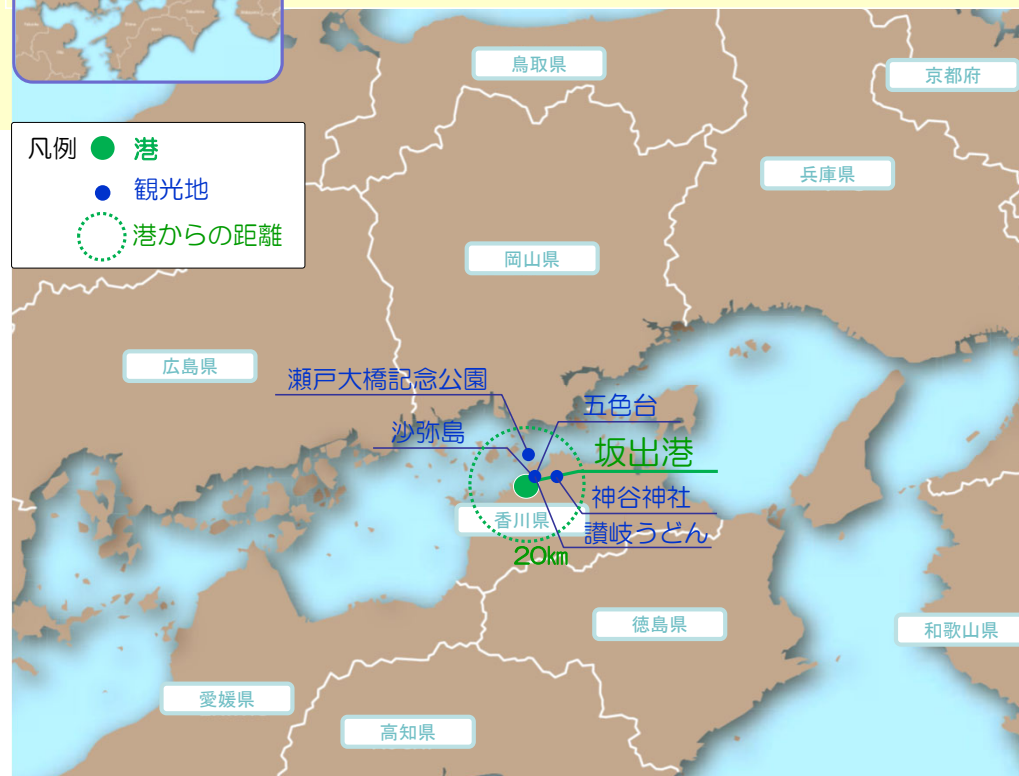 凡例
港
観光地
港からの距離
鳥取県
京都府
兵庫県
岡山県
広島県
瀬戸大橋記念公園
五色台
沙弥島
坂出港
神谷神社
香川県
讃岐うどん
20km
徳島県
和歌山県
愛媛県
高知県